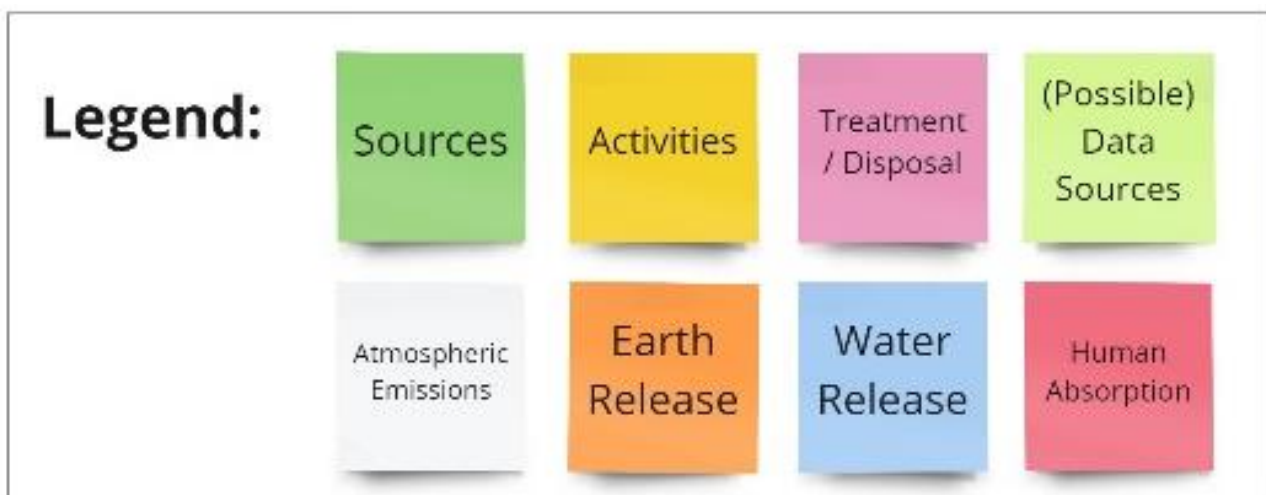 Legend:
Sources
Activities
Treatment
/ Disposal
(Possible)
Data
Sources
Atmospheric
Emissions
Earth
Release
Water
Release
Human
Absorption